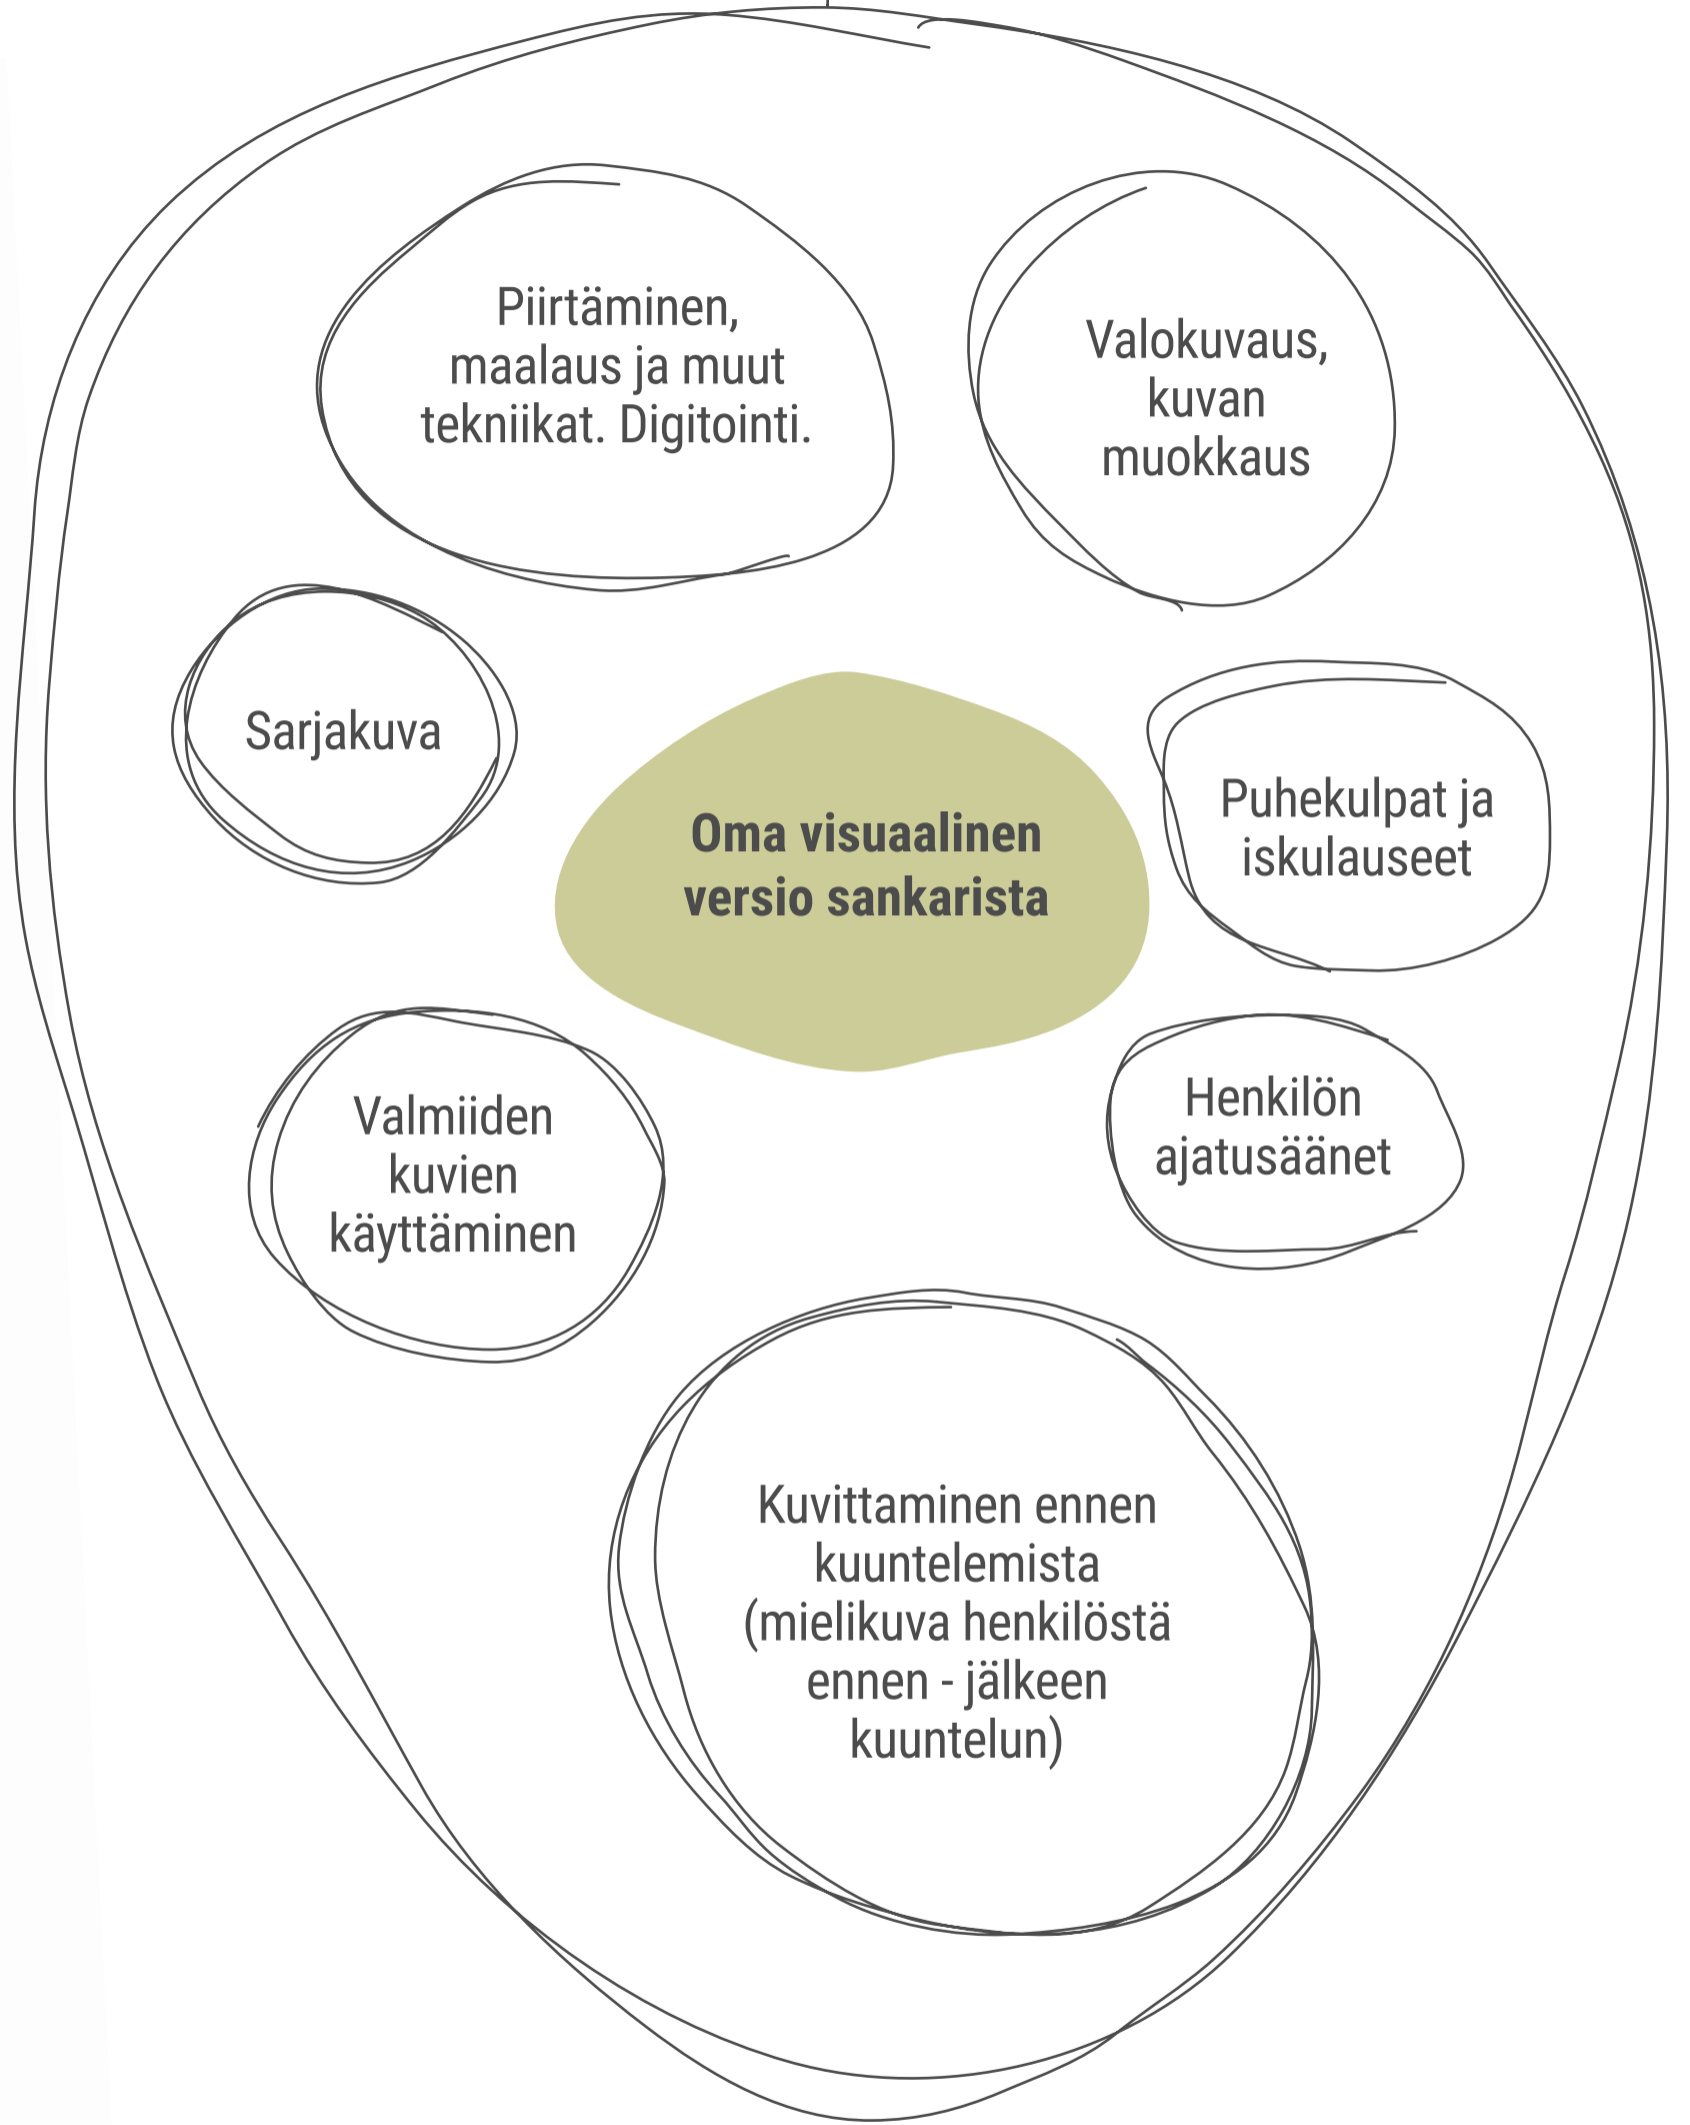 Piirtäminen,
maalaus ja muut
tekniikat. Digitointi.
Valokuvaus,
kuvan
muokkaus
Sarjakuva
Oma visuaalinen
versio sankarista
Puhekulpat ja
iskulauseet
Valmiiden
kuvien
käyttäminen
Henkilön
ajatusäänet
Kuvittaminen ennen
kuuntelemista
(mielikuva henkilöstä
ennen - jälkeen
kuuntelun)